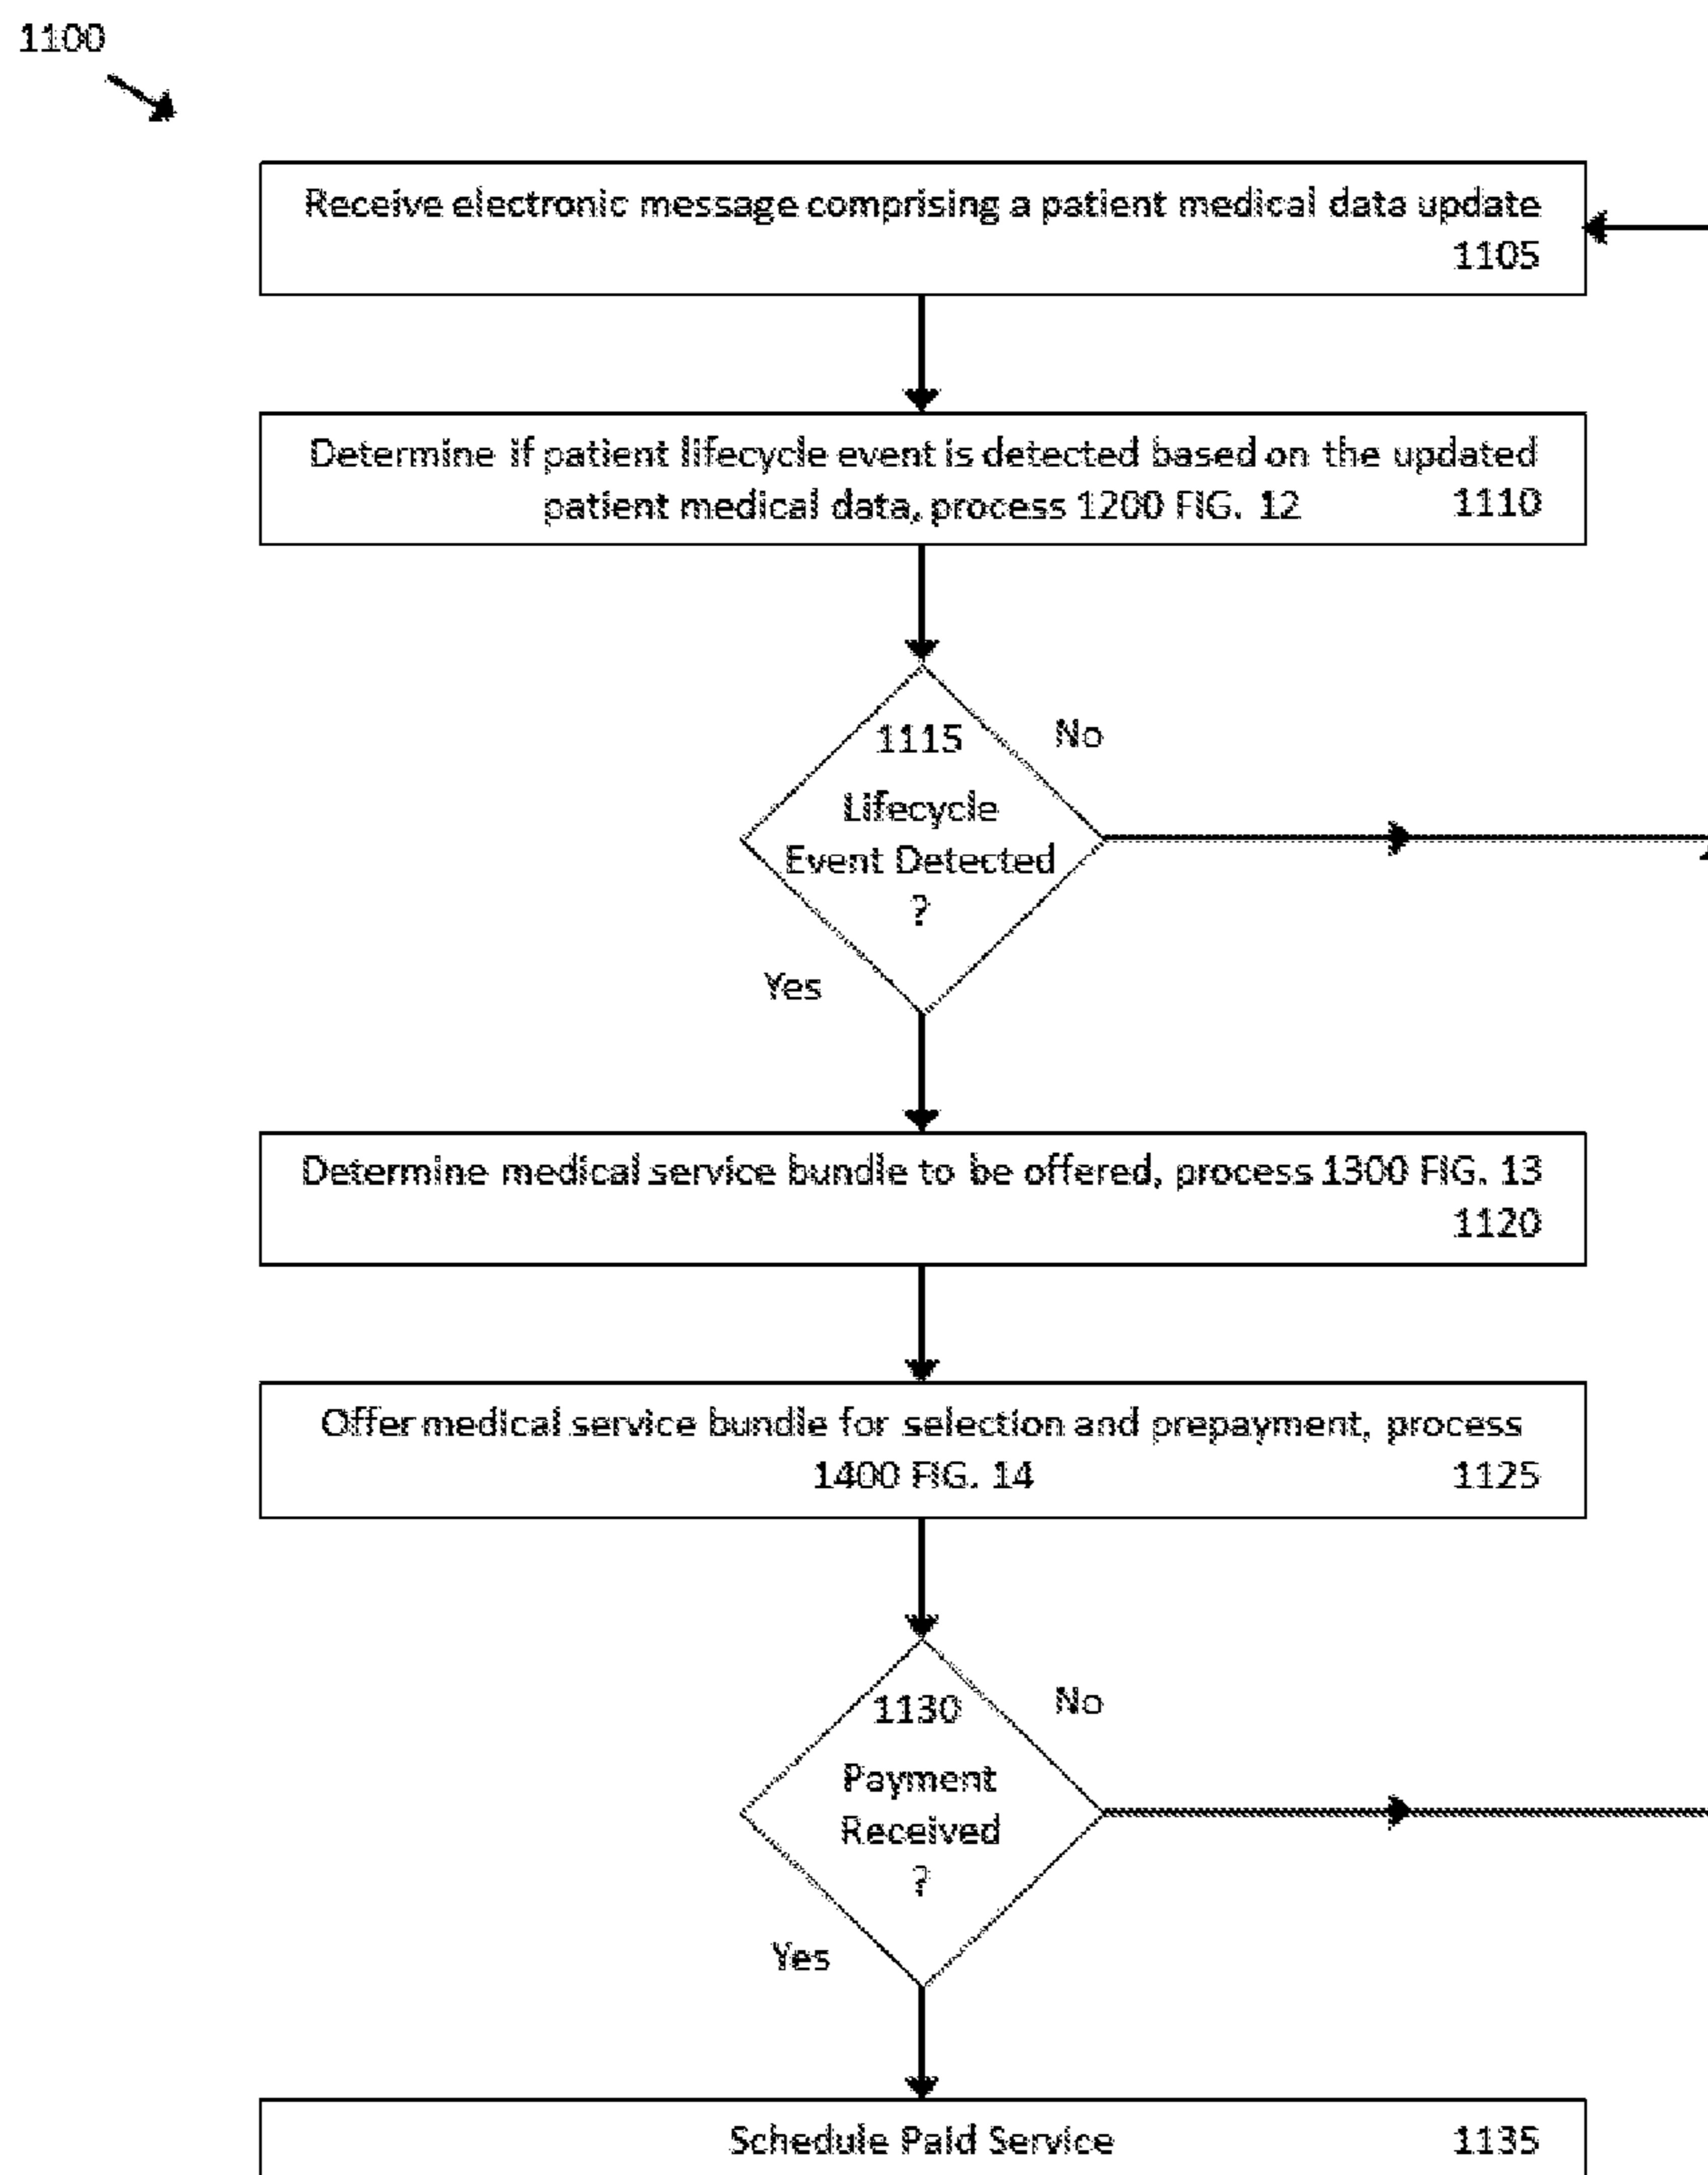 1100
Receive electronic message comprising a patient medical data update
1105
Determine if patient lifecycle event is detected based on the updated
patient medical data, process 1200 FIG. 12 1110
1115
No
Lifecycle
Event Detected
?
Yes
Determine medical service bundle to be offered, process 1300 FIG. 13
1120
Offer medical service bundle for selection and prepayment, process
1400 FIG. 14 1125
1130
No
Payment
Received
?
Yes
Schedule Paid Service 1135